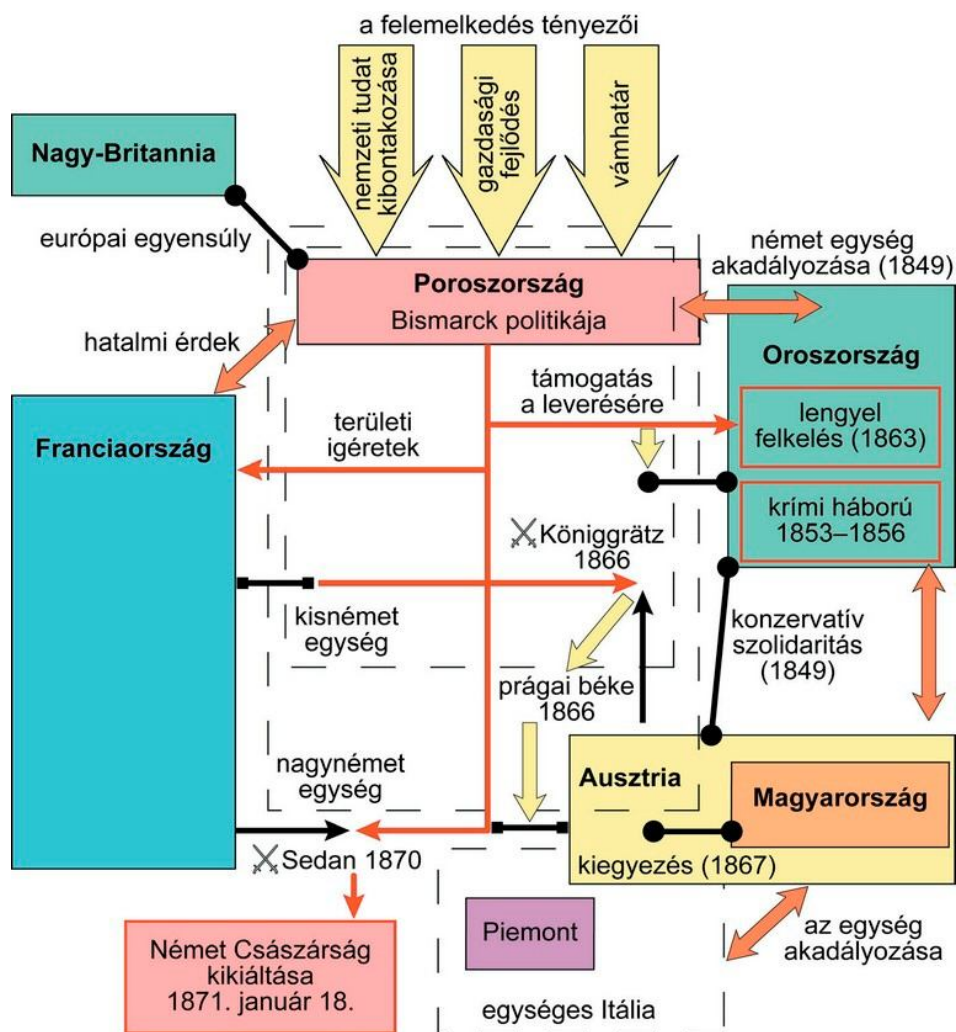 a felemelkedés tényezői
nemzeti tudat
kibontakozása
gazdasági
fejlődés
vámhatár
Nagy-Britannia
európai egyensúly
német egység
akadályozása (1849)
Poroszország
Bismarck politikája
hatalmi érdek
Oroszország
támogatás
a leverésére
lengyel
felkelés (1863)
területi
igéretek
Franciaország
krími háború
1853–1856
Königgrätz
1866
kisnémet
egység
konzervatív
szolidaritás
(1849)
prágai béke
1866
nagynémet
egység
Ausztria
Magyarország
Sedan 1870
kiegyezés (1867)
Piemont
az egység
akadályozása
Német Császárság
kikiáltása
1871. január 18.
egységes Itália